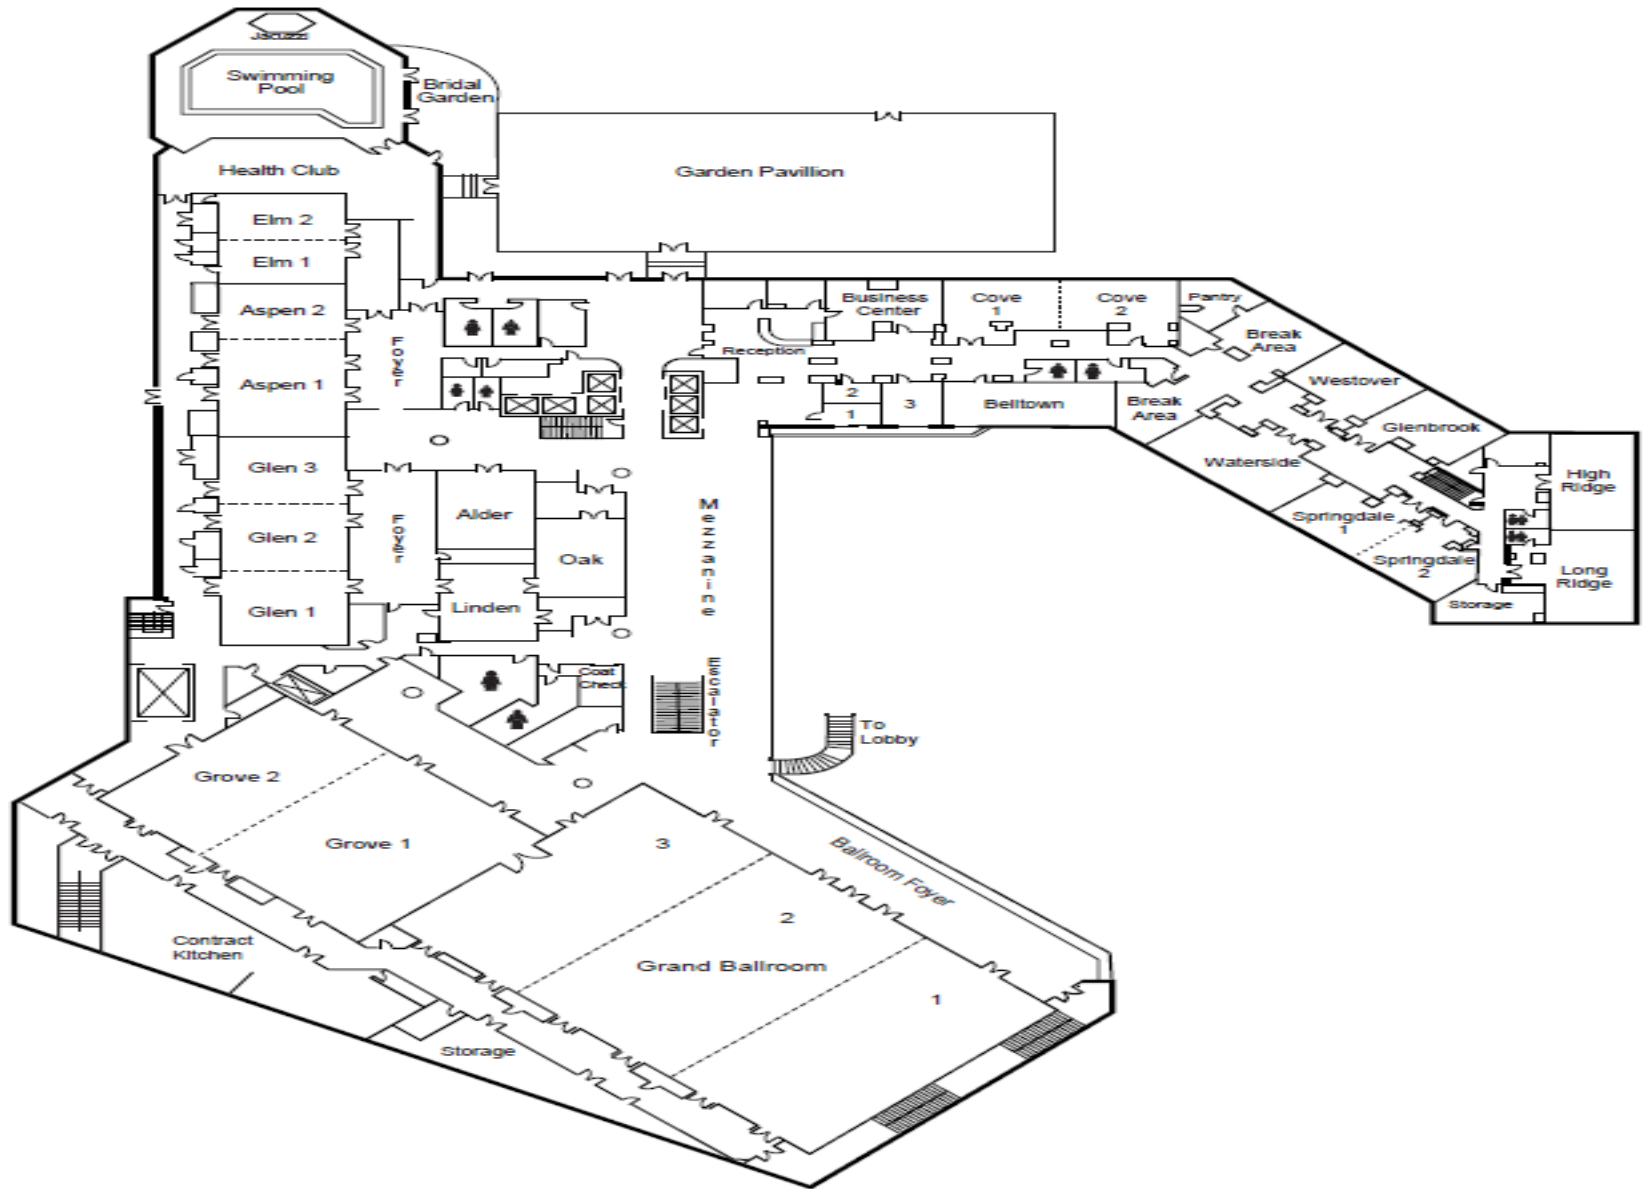 Jacuzzi
Swimming
Pool
Bridal
Garden
Health Club
Garden Pavillion
Elm 2
Elm 1
Aspen 2
Aspen 1
Foyer
Glen 3
Glen 2
Glen 1
Foyer
Alder
Oak
Linden
Mezzanine
Escalator
Coat
Check
Reception
Business
Center
Cove
1
Cove
2
Pantry
Break
Area
2
1
3
Belltown
Break
Area
Westover
Glenbrook
Waterside
Springdale
1
Springdale
2
High
Ridge
Long
Ridge
Storage
To
Lobby
Grove 2
Grove 1
3
2
Grand Ballroom
1
Ballroom Foyer
Contract
Kitchen
Storage